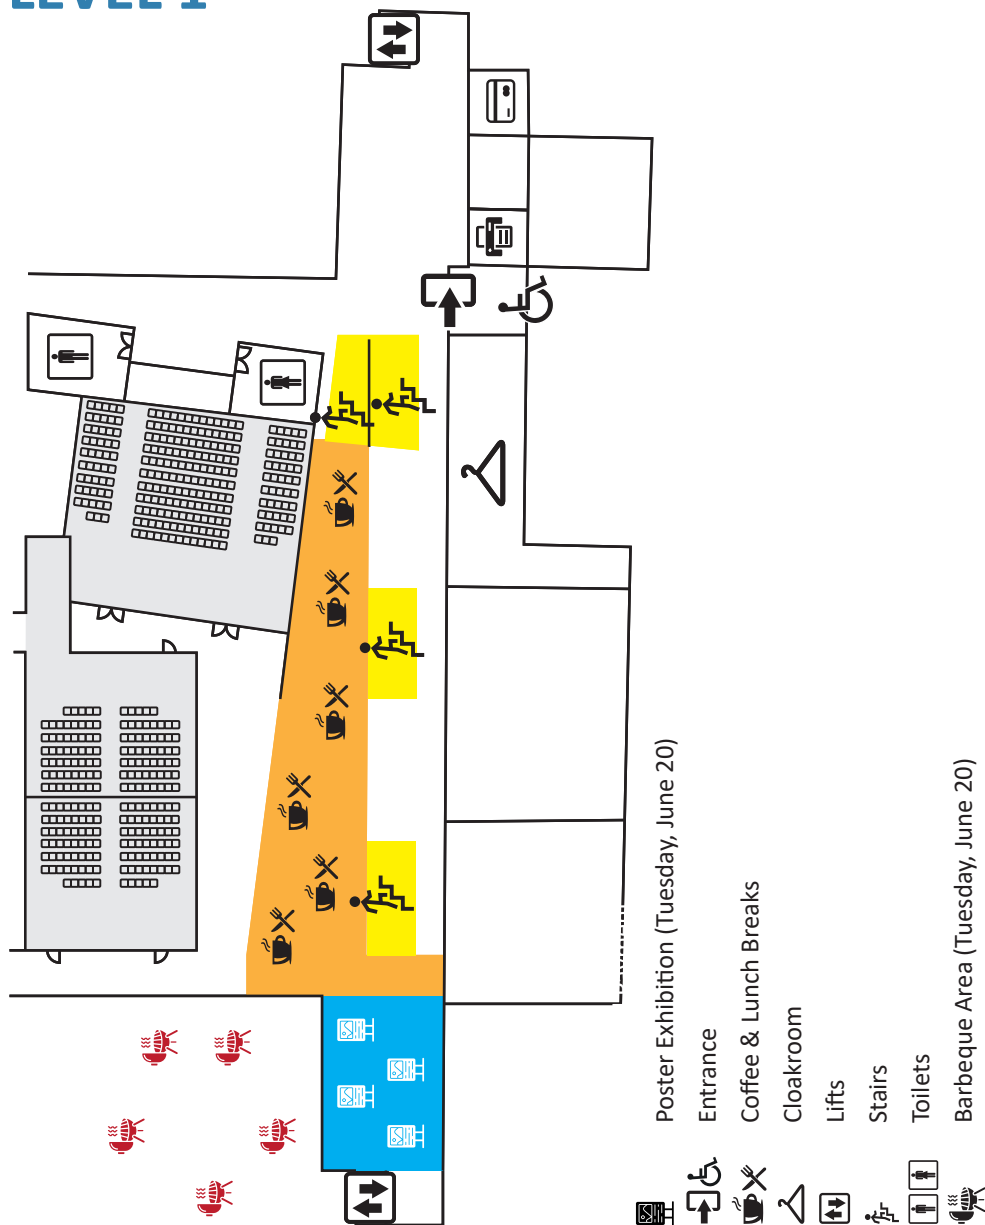 LEVEL 1
Poster Exhibition (Tuesday, June 20)
Entrance
Coffee & Lunch Breaks
Cloakroom
Lifts
Stairs
Toilets
Barbeque Area (Tuesday, June 20)